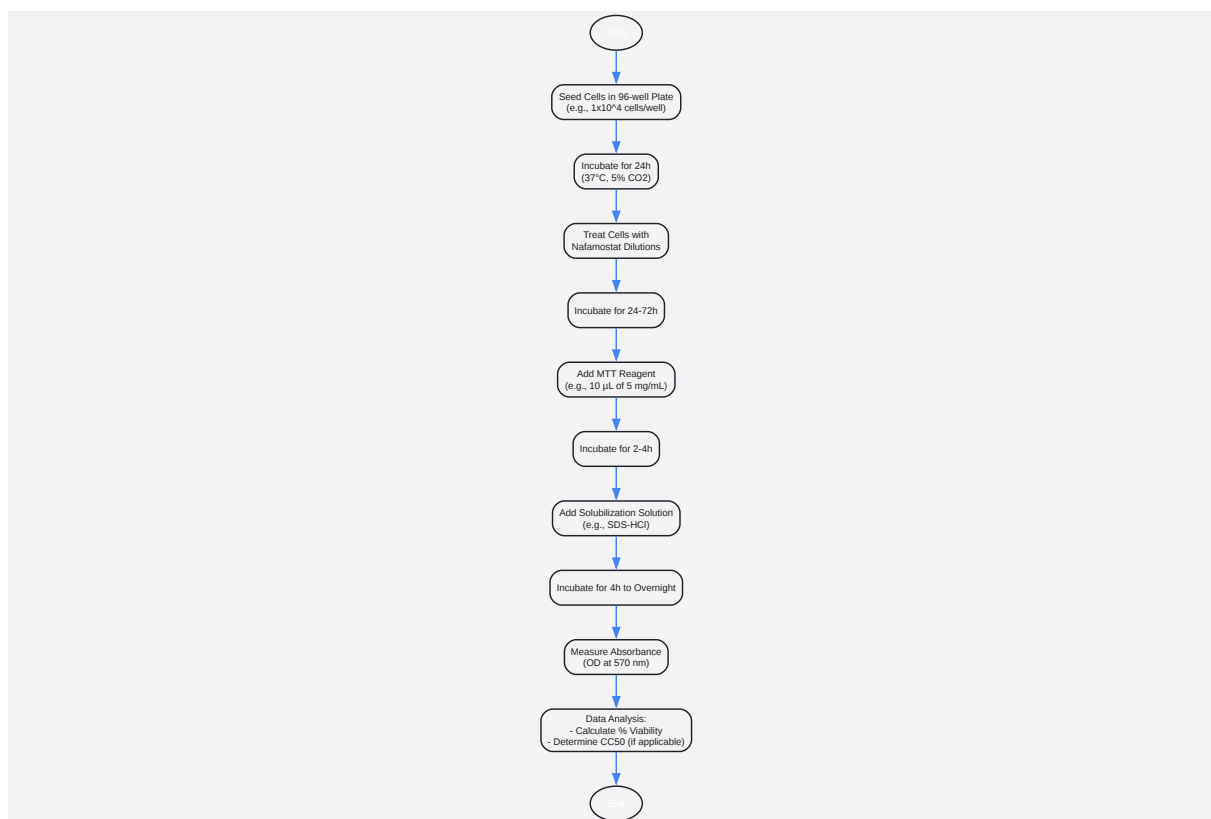 Start
Seed Cells in 96-well Plate
(e.g., 1x10^4 cells/well)
Incubate for 24h
(37°C, 5% CO2)
Treat Cells with
Nafamostat Dilutions
Incubate for 24-72h
Add MTT Reagent
(e.g., 10 µL of 5 mg/mL)
Incubate for 2-4h
Add Solubilization Solution
(e.g., SDS-HCl)
Incubate for 4h to Overnight
Measure Absorbance
(OD at 570 nm)
Data Analysis:
- Calculate % Viability
- Determine CC50 (if applicable)
End